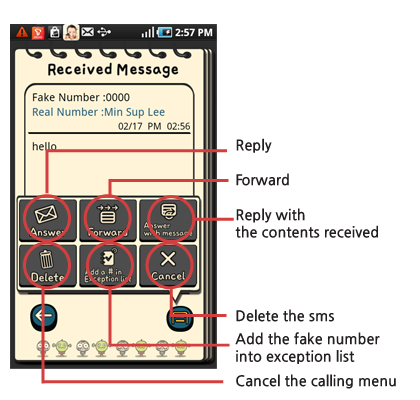 2:57 PM
Received Message
Fake Number :0000
Real Number :Min Sup Lee
02/17 PM 02:56
hello
Answer
Forward
Answer
with message
Delete
Add a # in
Exception list
Cancel
Reply
Forward
Reply with
the contents received
Delete the sms
Add the fake number
into exception list
Cancel the calling menu